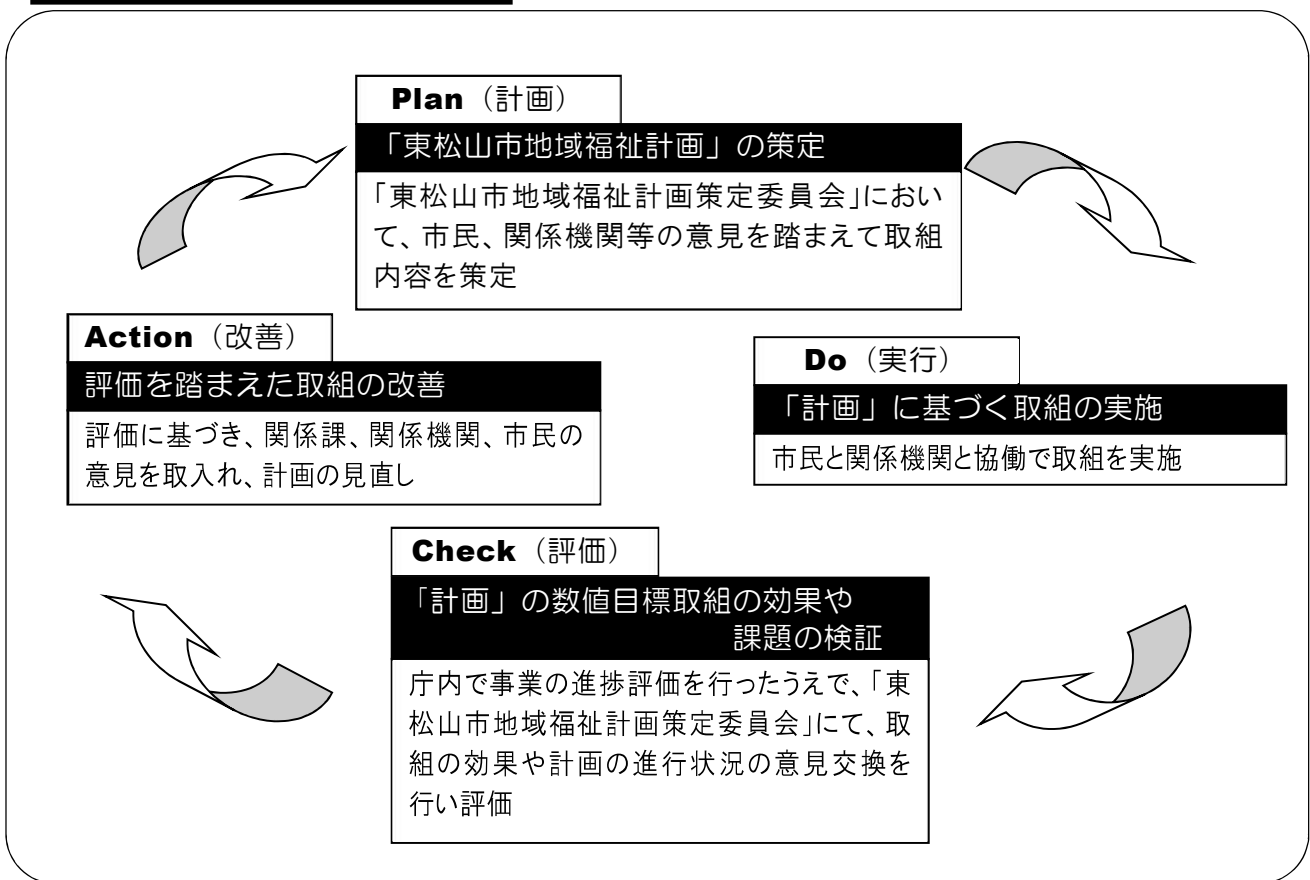 Plan（計画）
「東松山市地域福祉計画」の策定
「東松山市地域福祉計画策定委員会」におい
て、市民、関係機関等の意見を踏まえて取組
内容を策定
Action（改善）
評価を踏まえた取組の改善
評価に基づき、関係課、関係機関、市民の
意見を取入れ、計画の見直し
Do（実行）
「計画」に基づく取組の実施
市民と関係機関と協働で取組を実施
Check（評価）
「計画」の数値目標取組の効果や
課題の検証
庁内で事業の進捗評価を行ったうえで、「東
松山市地域福祉計画策定委員会」にて、取
組の効果や計画の進行状況の意見交換を
行い評価